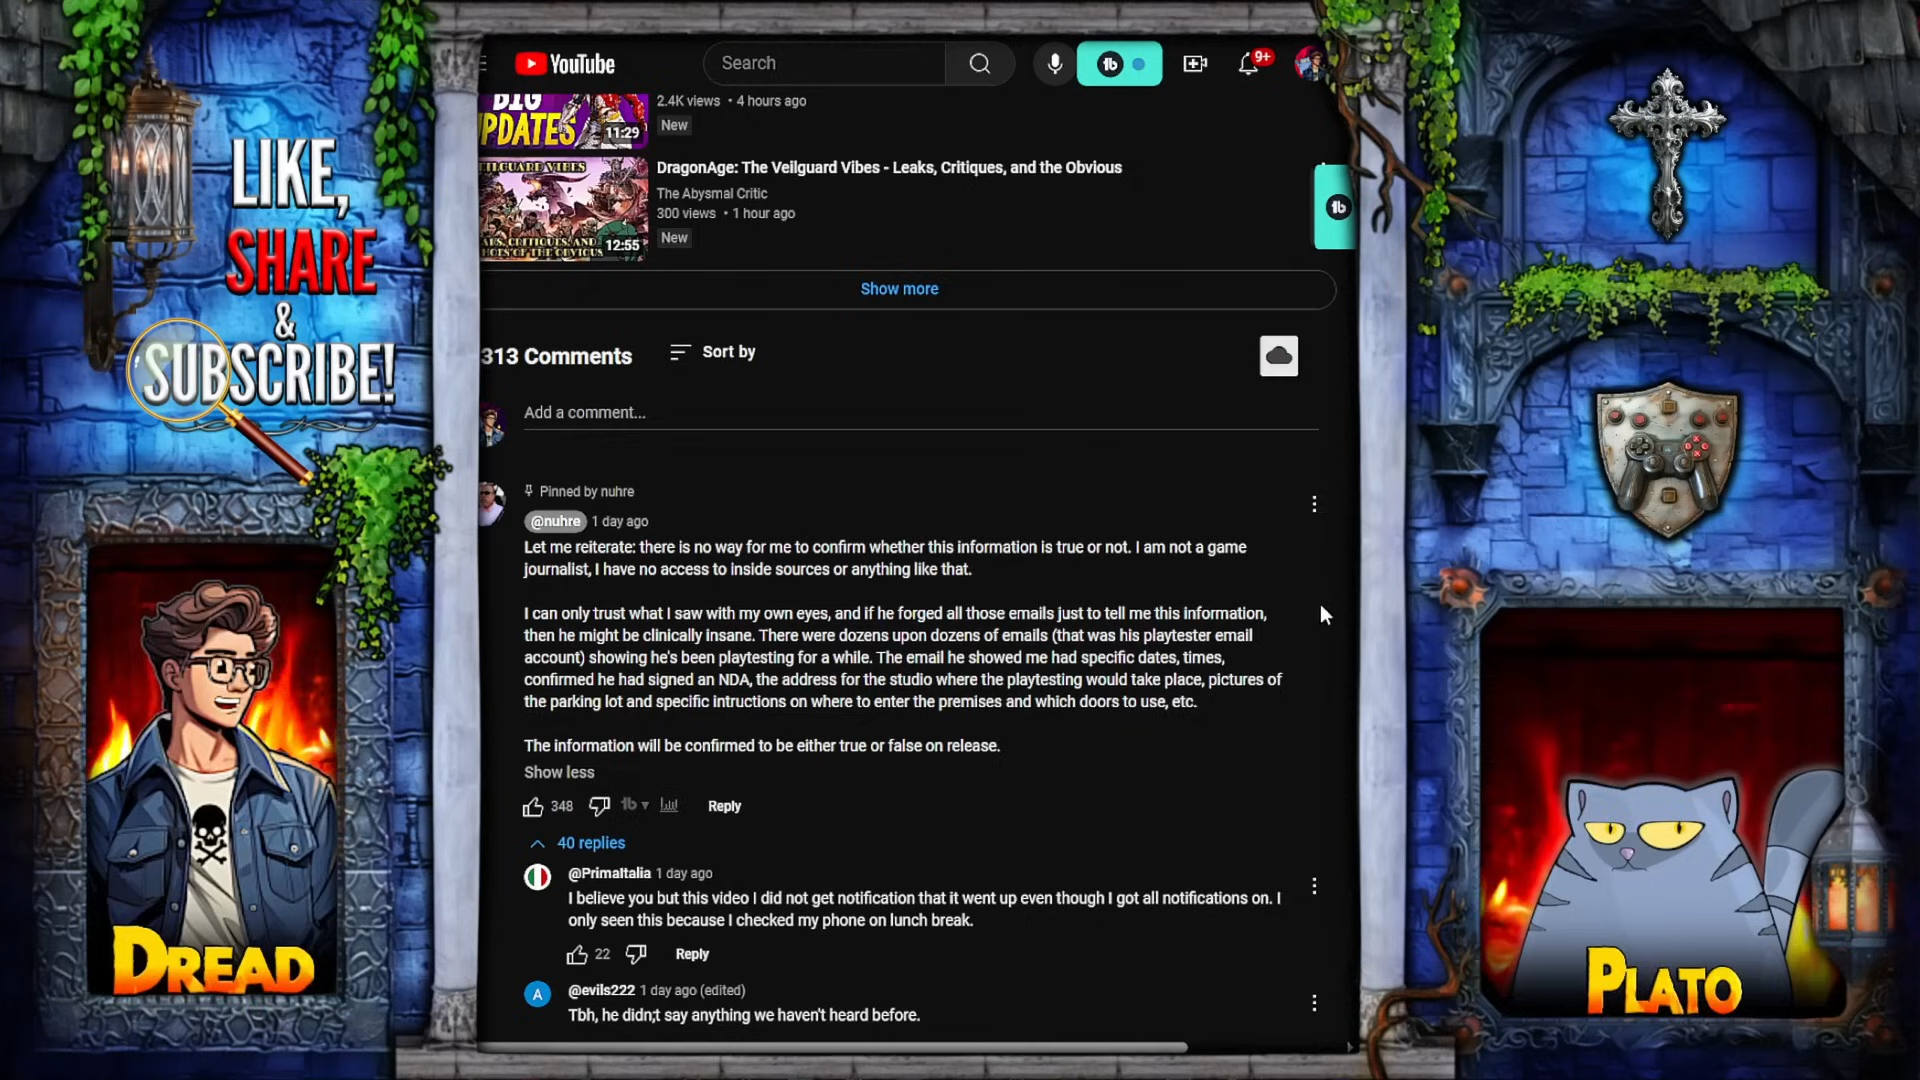 LIKE,
SHARE
&
SUBSCRIBE!
DREAD
YouTube
Search
9+
BIG
UPDATES
11:29
2.4K views • 4 hours ago
New
VEILGUARD VIBES
12:55
DragonAge: The Veilguard Vibes - Leaks, Critiques, and the Obvious
The Abysmal Critic
300 views • 1 hour ago
New
Show more
313 Comments
Sort by
Add a comment...
Pinned by nuhre
@nuhre 1 day ago
Let me reiterate: there is no way for me to confirm whether this information is true or not. I am not a game
journalist, I have no access to inside sources or anything like that.
I can only trust what I saw with my own eyes, and if he forged all those emails just to tell me this information,
then he might be clinically insane. There were dozens upon dozens of emails (that was his playtester email
account) showing he's been playtesting for a while. The email he showed me had specific dates, times,
confirmed he had signed an NDA, the address for the studio where the playtesting would take place, pictures of
the parking lot and specific intructions on where to enter the premises and which doors to use, etc.
The information will be confirmed to be either true or false on release.
Show less
348
Reply
40 replies
@PrimaItalia 1 day ago
I believe you but this video I did not get notification that it went up even though I got all notifications on. I
only seen this because I checked my phone on lunch break.
22
Reply
A
@evils222 1 day ago (edited)
Tbh, he didn;t say anything we haven't heard before.
PLATO